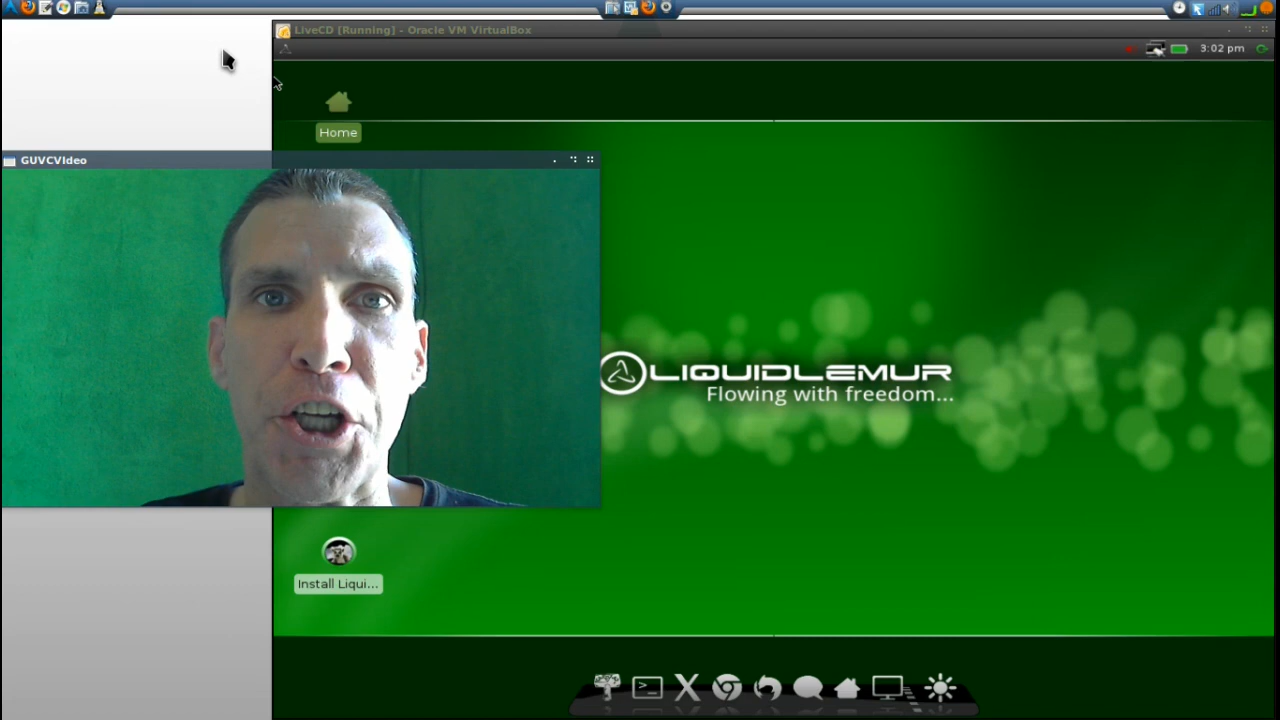 LiveCD [Running] - Oracle VM VirtualBox
3:02 pm
Home
GUVCVideo
LIQUIDLEMUR
Flowing with freedom...
Install Liqui...